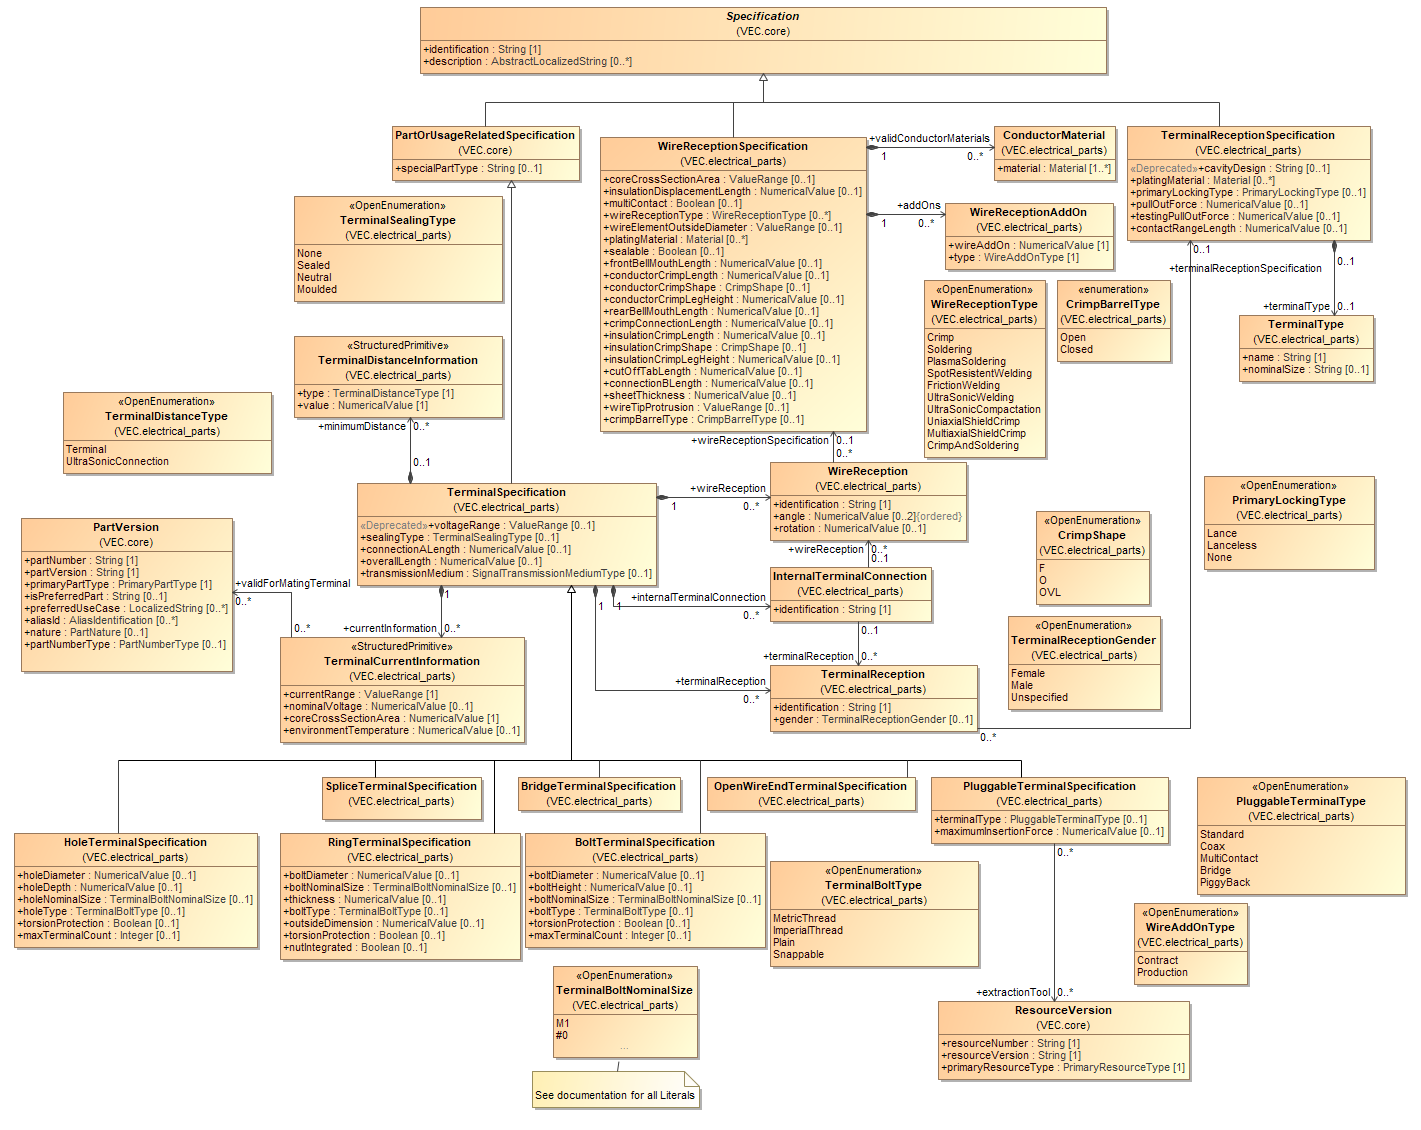 Specification
(VEC.core)
+identification : String [1]
+description : AbstractLocalizedString [0..*]
PartOrUsageRelatedSpecification
(VEC.core)
+specialPartType : String [0..1]
WireReceptionSpecification
(VEC.electrical_parts)
+coreCrossSectionArea : ValueRange [0..1]
+insulationDisplacementLength : NumericalValue [0..1]
+multiContact : Boolean [0..1]
+wireReceptionType : WireReceptionType [0..*]
+wireElementOutsideDiameter : ValueRange [0..1]
+platingMaterial : Material [0..*]
+sealable : Boolean [0..1]
+frontBellMouthLength : NumericalValue [0..1]
+conductorCrimpLength : NumericalValue [0..1]
+conductorCrimpShape : CrimpShape [0..1]
+conductorCrimpLegHeight : NumericalValue [0..1]
+rearBellMouthLength : NumericalValue [0..1]
+crimpConnectionLength : NumericalValue [0..1]
+insulationCrimpLength : NumericalValue [0..1]
+insulationCrimpShape : CrimpShape [0..1]
+insulationCrimpLegHeight : NumericalValue [0..1]
+cutOffTabLength : NumericalValue [0..1]
+connectionBLength : NumericalValue [0..1]
+sheetThickness : NumericalValue [0..1]
+wireTipProtrusion : ValueRange [0..1]
+crimpBarrelType : CrimpBarrelType [0..1]
+validConductorMaterials
1
0..*
ConductorMaterial
(VEC.electrical_parts)
+material : Material [1..*]
+addOns
1
0..*
WireReceptionAddOn
(VEC.electrical_parts)
+wireAddOn : NumericalValue [1]
+type : WireAddOnType [1]
TerminalReceptionSpecification
(VEC.electrical_parts)
«Deprecated»+cavityDesign : String [0..1]
+platingMaterial : Material [0..*]
+primaryLockingType : PrimaryLockingType [0..1]
+pullOutForce : NumericalValue [0..1]
+testingPullOutForce : NumericalValue [0..1]
+contactRangeLength : NumericalValue [0..1]
0..1
+terminalReceptionSpecification
0..1
+terminalType
0..1
TerminalType
(VEC.electrical_parts)
+name : String [1]
+nominalSize : String [0..1]
«OpenEnumeration»
TerminalSealingType
(VEC.electrical_parts)
None
Sealed
Neutral
Moulded
«OpenEnumeration»
WireReceptionType
(VEC.electrical_parts)
Crimp
Soldering
PlasmaSoldering
SpotResistentWelding
FrictionWelding
UltraSonicWelding
UltraSonicCompactation
UniaxialShieldCrimp
MultiaxialShieldCrimp
CrimpAndSoldering
«enumeration»
CrimpBarrelType
(VEC.electrical_parts)
Open
Closed
«StructuredPrimitive»
TerminalDistanceInformation
(VEC.electrical_parts)
+type : TerminalDistanceType [1]
+value : NumericalValue [1]
+minimumDistance
0..*
0..1
«OpenEnumeration»
TerminalDistanceType
(VEC.electrical_parts)
Terminal
UltraSonicConnection
+wireReceptionSpecification
0..1
0..*
TerminalSpecification
(VEC.electrical_parts)
«Deprecated»+voltageRange : ValueRange [0..1]
+sealingType : TerminalSealingType [0..1]
+connectionALength : NumericalValue [0..1]
+overallLength : NumericalValue [0..1]
+transmissionMedium : SignalTransmissionMediumType [0..1]
+wireReception
1
0..*
WireReception
(VEC.electrical_parts)
+identification : String [1]
+angle : NumericalValue [0..2]{ordered}
+rotation : NumericalValue [0..1]
+wireReception
0..*
0..1
InternalTerminalConnection
(VEC.electrical_parts)
+identification : String [1]
1
1
+internalTerminalConnection
0..*
0..1
+terminalReception
0..*
+terminalReception
0..*
TerminalReception
(VEC.electrical_parts)
+identification : String [1]
+gender : TerminalReceptionGender [0..1]
0..*
PartVersion
(VEC.core)
+partNumber : String [1]
+partVersion : String [1]
+primaryPartType : PrimaryPartType [1]
+isPreferredPart : String [0..1]
+preferredUseCase : LocalizedString [0..*]
+aliasId : AliasIdentification [0..*]
+nature : PartNature [0..1]
+partNumberType : PartNumberType [0..1]
+validForMatingTerminal
0..*
0..*
1
+currentInformation
0..*
«StructuredPrimitive»
TerminalCurrentInformation
(VEC.electrical_parts)
+currentRange : ValueRange [1]
+nominalVoltage : NumericalValue [0..1]
+coreCrossSectionArea : NumericalValue [1]
+environmentTemperature : NumericalValue [0..1]
«OpenEnumeration»
PrimaryLockingType
(VEC.electrical_parts)
Lance
Lanceless
None
«OpenEnumeration»
CrimpShape
(VEC.electrical_parts)
F
O
OVL
«OpenEnumeration»
TerminalReceptionGender
(VEC.electrical_parts)
Female
Male
Unspecified
SpliceTerminalSpecification
(VEC.electrical_parts)
BridgeTerminalSpecification
(VEC.electrical_parts)
OpenWireEndTerminalSpecification
(VEC.electrical_parts)
PluggableTerminalSpecification
(VEC.electrical_parts)
+terminalType : PluggableTerminalType [0..1]
+maximumInsertionForce : NumericalValue [0..1]
0..*
«OpenEnumeration»
PluggableTerminalType
(VEC.electrical_parts)
Standard
Coax
MultiContact
Bridge
PiggyBack
HoleTerminalSpecification
(VEC.electrical_parts)
+holeDiameter : NumericalValue [0..1]
+holeDepth : NumericalValue [0..1]
+holeNominalSize : TerminalBoltNominalSize [0..1]
+holeType : TerminalBoltType [0..1]
+torsionProtection : Boolean [0..1]
+maxTerminalCount : Integer [0..1]
RingTerminalSpecification
(VEC.electrical_parts)
+boltDiameter : NumericalValue [0..1]
+boltNominalSize : TerminalBoltNominalSize [0..1]
+thickness : NumericalValue [0..1]
+boltType : TerminalBoltType [0..1]
+outsideDimension : NumericalValue [0..1]
+torsionProtection : Boolean [0..1]
+nutIntegrated : Boolean [0..1]
BoltTerminalSpecification
(VEC.electrical_parts)
+boltDiameter : NumericalValue [0..1]
+boltHeight : NumericalValue [0..1]
+boltNominalSize : TerminalBoltNominalSize [0..1]
+boltType : TerminalBoltType [0..1]
+torsionProtection : Boolean [0..1]
+maxTerminalCount : Integer [0..1]
«OpenEnumeration»
TerminalBoltType
(VEC.electrical_parts)
MetricThread
ImperialThread
Plain
Snappable
«OpenEnumeration»
WireAddOnType
(VEC.electrical_parts)
Contract
Production
«OpenEnumeration»
TerminalBoltNominalSize
(VEC.electrical_parts)
M1
#0
...
See documentation for all Literals
+extractionTool
0..*
ResourceVersion
(VEC.core)
+resourceNumber : String [1]
+resourceVersion : String [1]
+primaryResourceType : PrimaryResourceType [1]